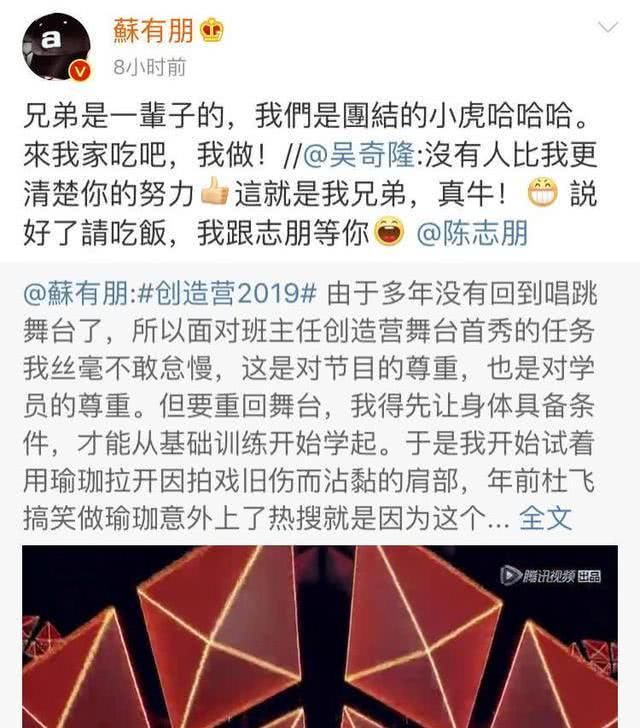 蘇有朋
8小时前
兄弟是一輩子的，我們是團結的小虎哈哈哈。
來我家吃吧，我做！//@吴奇隆:沒有人比我更
清楚你的努力👍這就是我兄弟，真牛！😁 説
好了請吃飯，我跟志朋等你😄 @陈志朋
@蘇有朋:#创造营2019# 由于多年没有回到唱跳
舞台了，所以面对班主任创造营舞台首秀的任务
我丝毫不敢怠慢，这是对节目的尊重，也是对学
员的尊重。但要重回舞台，我得先让身体具备条
件，才能从基础训练开始学起。于是我开始试着
用瑜珈拉开因拍戏旧伤而沾黏的肩部，年前杜飞
搞笑做瑜珈意外上了热搜就是因为这个... 全文
腾讯视频 出品